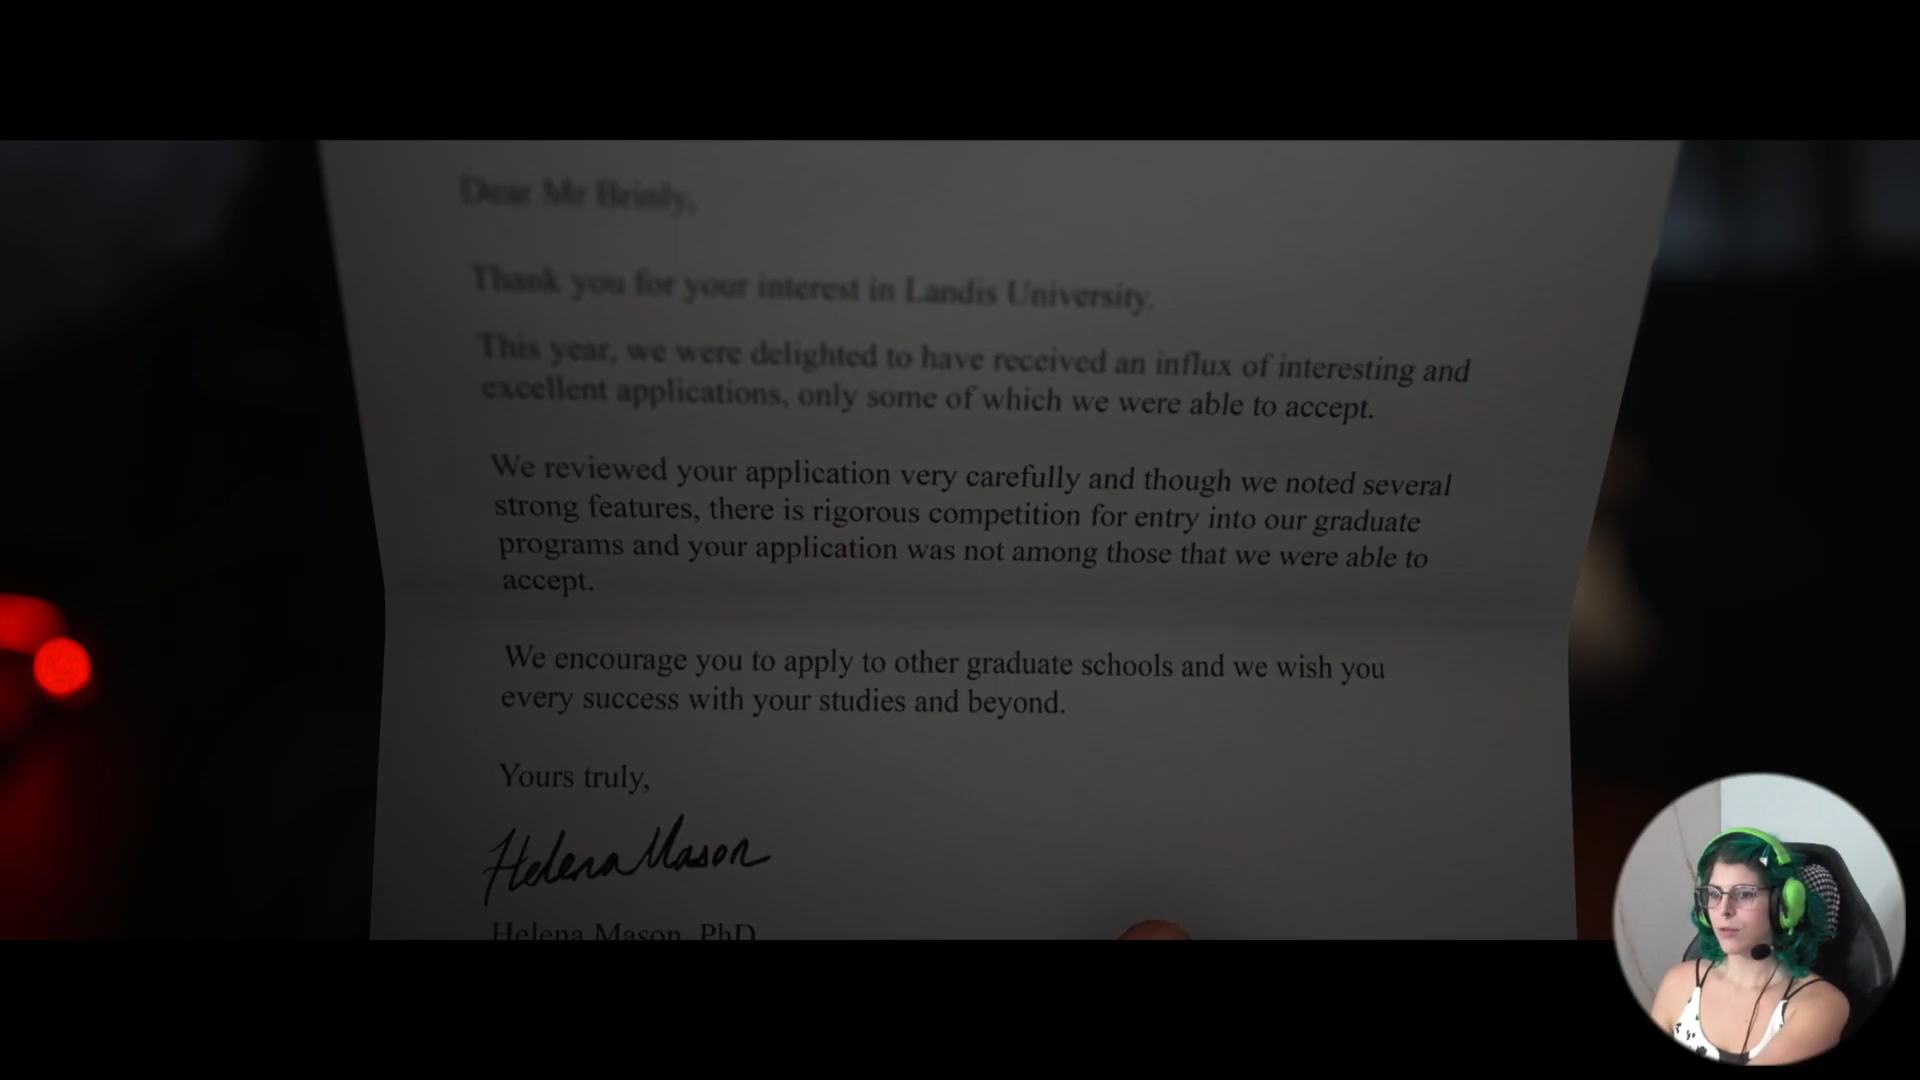 Dear Mr Brinly,
Thank you for your interest in Landis University.
This year, we were delighted to have received an influx of interesting and
excellent applications, only some of which we were able to accept.
We reviewed your application very carefully and though we noted several
strong features, there is rigorous competition for entry into our graduate
programs and your application was not among those that we were able to
accept.
We encourage you to apply to other graduate schools and we wish you
every success with your studies and beyond.
Yours truly,
Helena Mason
Helena Mason, PhD